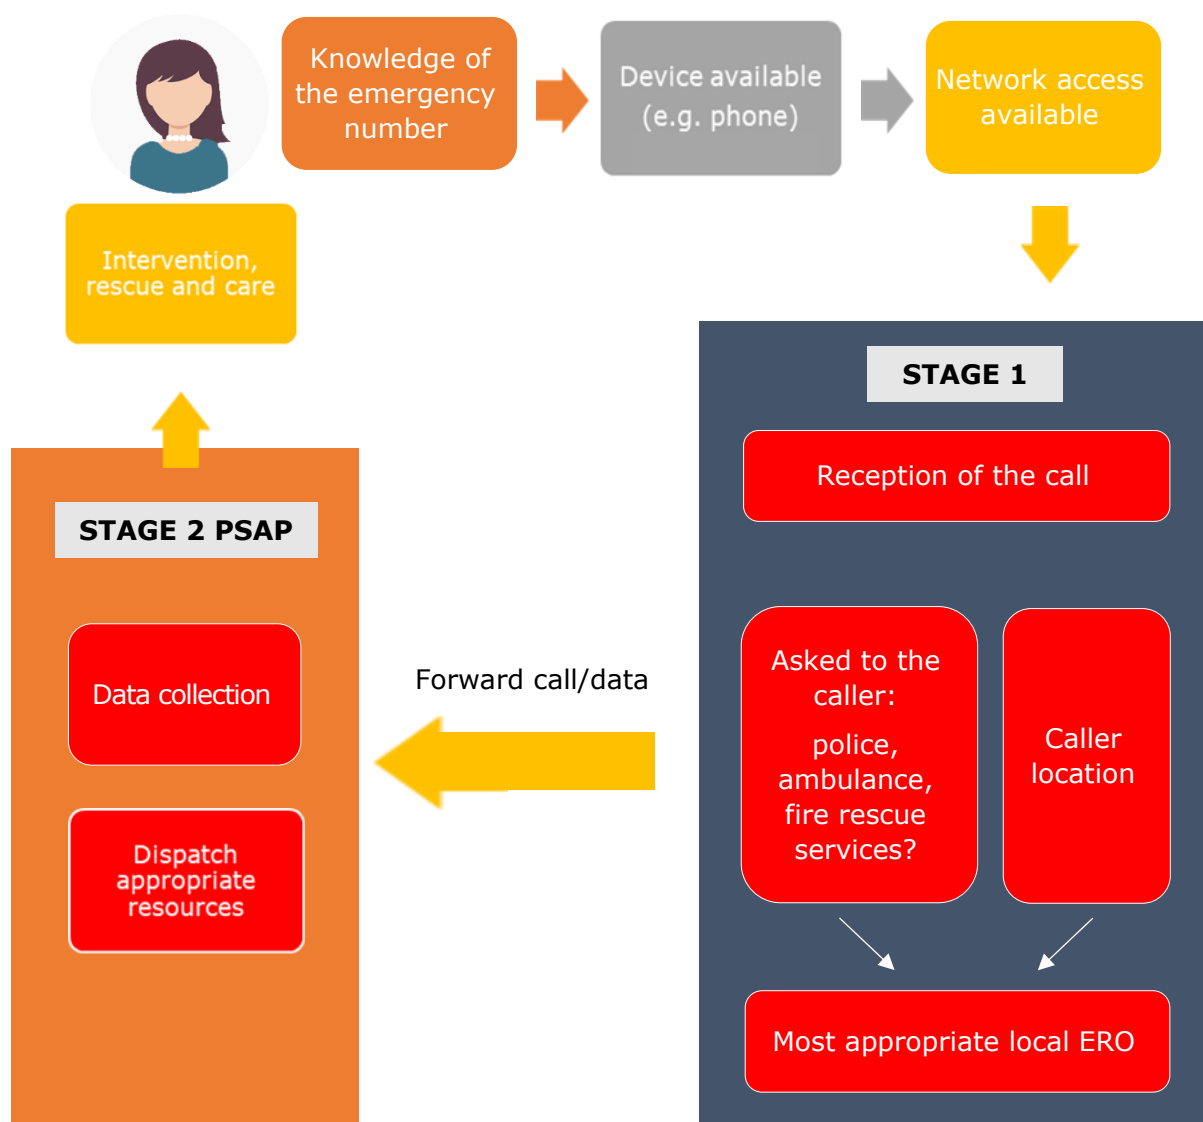 Knowledge of
the emergency
number
Device available
(e.g. phone)
Network access
available
Intervention,
rescue and care
STAGE 1
Reception of the call
Asked to the
caller:
police,
ambulance,
fire rescue
services?
Caller
location
Most appropriate local ERO
Forward call/data
STAGE 2 PSAP
Data collection
Dispatch
appropriate
resources